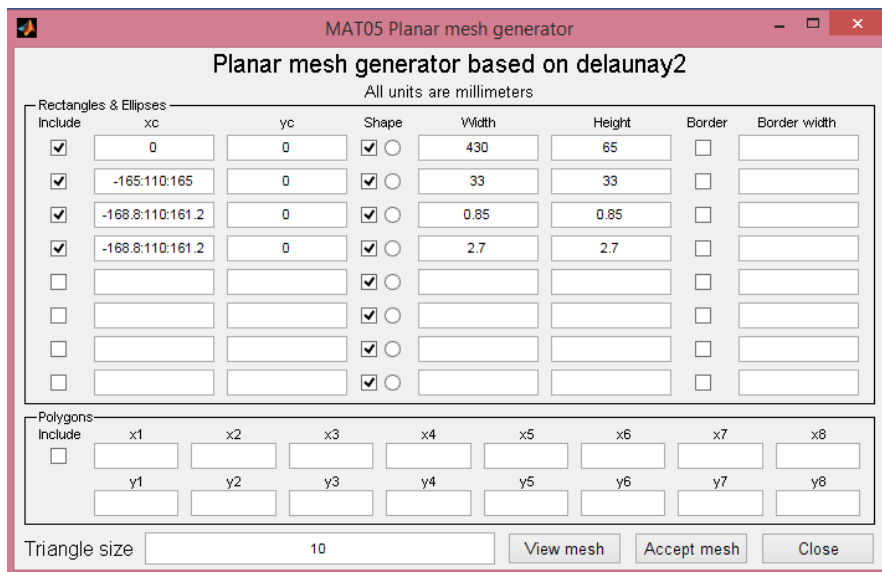 MAT05 Planar mesh generator
Planar mesh generator based on delaunay2
All units are millimeters
Rectangles & Ellipses
Include xc yc Shape Width Height Border Border width
0 0 430 65
-165:110:165 0 33 33
-168.8:110:161.2 0 0.85 0.85
-168.8:110:161.2 0 2.7 2.7
Polygons
Include x1 x2 x3 x4 x5 x6 x7 x8
y1 y2 y3 y4 y5 y6 y7 y8
Triangle size 10 View mesh Accept mesh Close